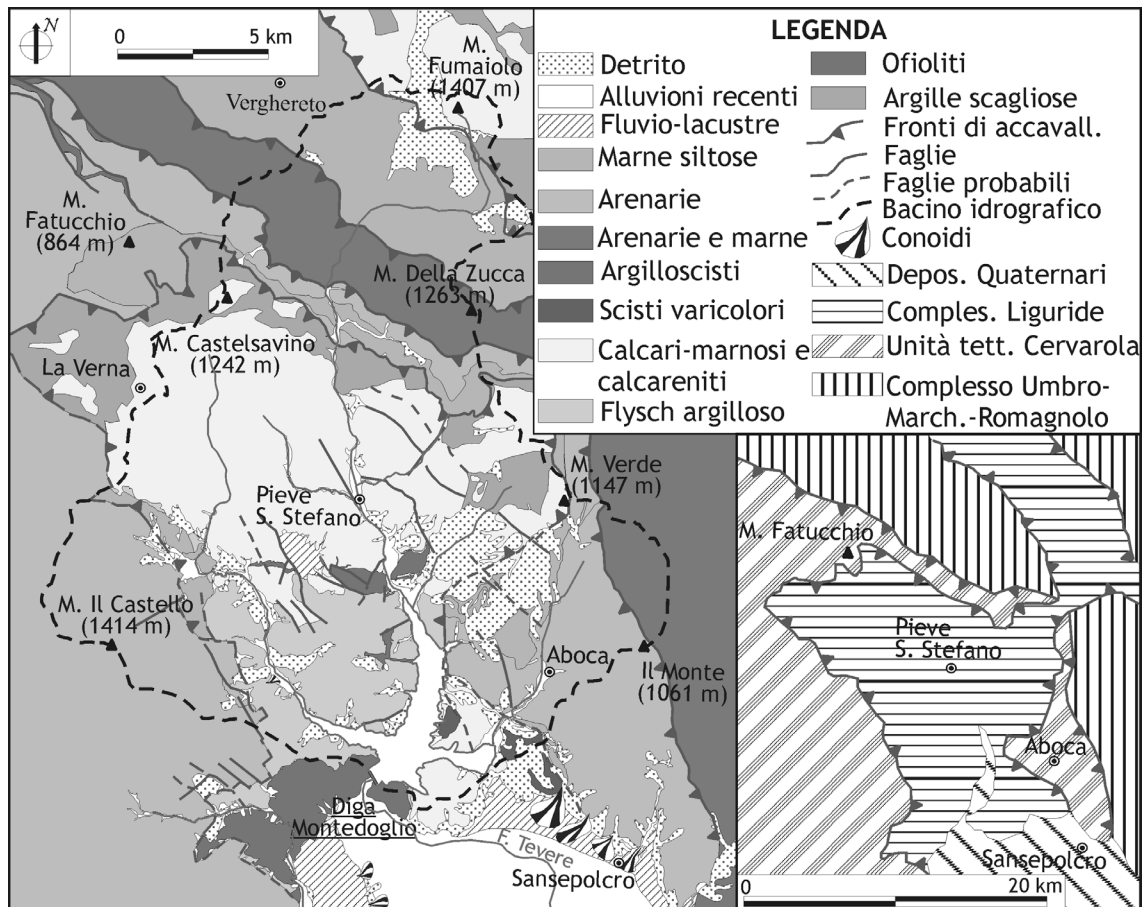 N
0 5 km
M.
Fumaiolo
(1407 m)
Verghereto
M.
Fatucchio
(864 m)
M. Della Zucca
(1263 m)
M. Castelsavino
(1242 m)
La Verna
M. Verde
(1147 m)
Pieve
S. Stefano
M. Il Castello
(1414 m)
Aboca
Il Monte
(1061 m)
Diga
Montedoglio
F. Tevere
Sansepolcro
LEGENDA
Detrito
Alluvioni recenti
Fluvio-lacustre
Marne siltose
Arenarie
Arenarie e marne
Argilloscisti
Scisti varicolori
Calcari-marnosi e
calcareniti
Flysch argilloso
Ofioliti
Argille scagliose
Fronti di accavall.
Faglie
Faglie probabili
Bacino idrografico
Conoidi
Depos. Quaternari
Comples. Liguride
Unità tett. Cervarola
Complesso Umbro-
March.-Romagnolo
M. Fatucchio
Pieve
S. Stefano
Aboca
Sansepolcro
0 20 km